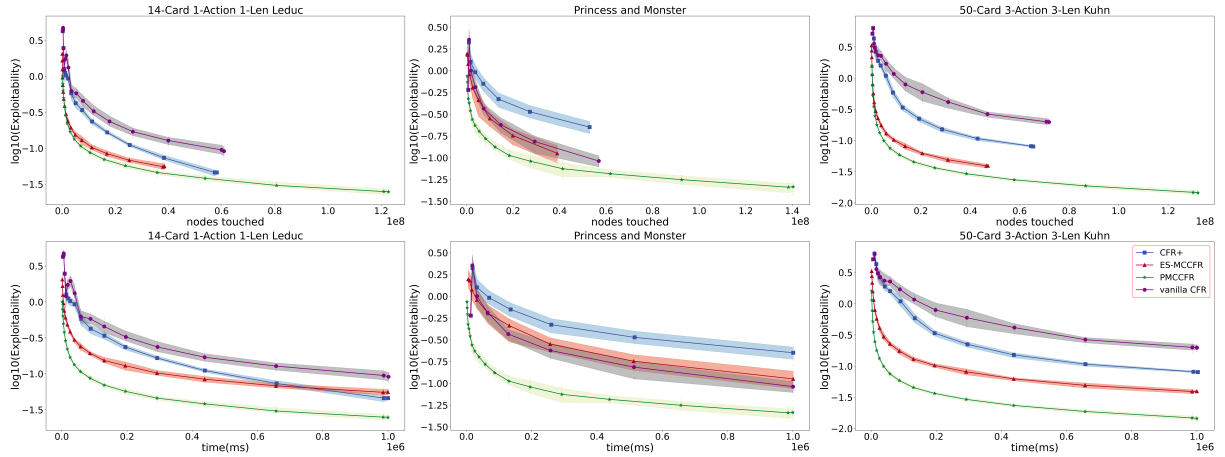 14-Card 1-Action 1-Len Leduc
log10(Exploitability)
0.5
0.0
−0.5
−1.0
−1.5
0.0 0.2 0.4 0.6 0.8 1.0 1.2
nodes touched
1e8
Princess and Monster
log10(Exploitability)
0.50
0.25
0.00
−0.25
−0.50
−0.75
−1.00
−1.25
−1.50
0.0 0.2 0.4 0.6 0.8 1.0 1.2 1.4
nodes touched
1e8
50-Card 3-Action 3-Len Kuhn
log10(Exploitability)
0.5
0.0
−0.5
−1.0
−1.5
−2.0
0.0 0.2 0.4 0.6 0.8 1.0 1.2
nodes touched
1e8
14-Card 1-Action 1-Len Leduc
log10(Exploitability)
0.5
0.0
−0.5
−1.0
−1.5
0.0 0.2 0.4 0.6 0.8 1.0
time(ms)
1e6
Princess and Monster
log10(Exploitability)
0.50
0.25
0.00
−0.25
−0.50
−0.75
−1.00
−1.25
−1.50
0.0 0.2 0.4 0.6 0.8 1.0
time(ms)
1e6
50-Card 3-Action 3-Len Kuhn
log10(Exploitability)
0.5
0.0
−0.5
−1.0
−1.5
−2.0
0.0 0.2 0.4 0.6 0.8 1.0
time(ms)
1e6
CFR+
ES-MCCFR
PMCCFR
vanilla CFR